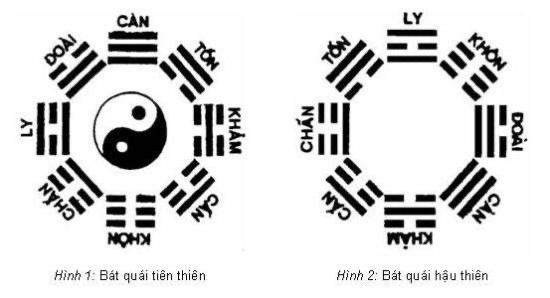 CÀN
ĐOÀI
TỐN
LY
KHẢM
CHẤN
CẤN
KHÔN
Hình 1: Bát quái tiên thiên
LY
TỐN
KHÔN
CHẤN
ĐOÀI
CẤN
CÀN
KHẢM
Hình 2: Bát quái hậu thiên